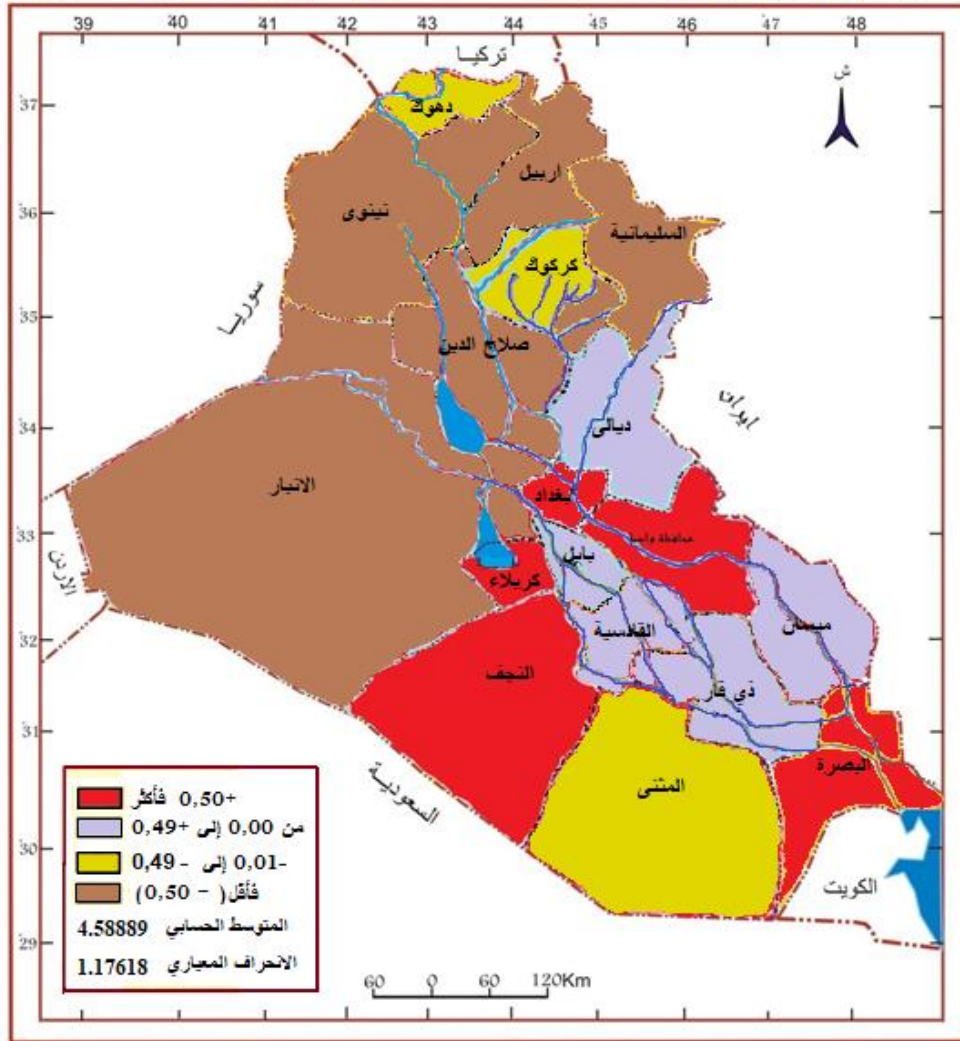 39 40 41 42 43 44 45 46 47 48
تركيا
ش
37
دهوك
اربيل
36
نينوى
السليمانية
كركوك
سوريا
35
صلاح الدين
ايران
34
ديالى
الانبار
بغداد
33
محافظة واسط
بابل
الاردن
كربلاء
ميسان
32
القادسية
النجف
ذي قار
31
البصرة
السعودية
المثنى
30
الكويت
29
+0,50 فأكثر
من 0,00 إلى +0,49
-0,01 إلى -0,49
فأقل( - 0,50)
المتوسط الحسابي 4.58889
الانحراف المعياري 1.17618
60 0 60 120Km